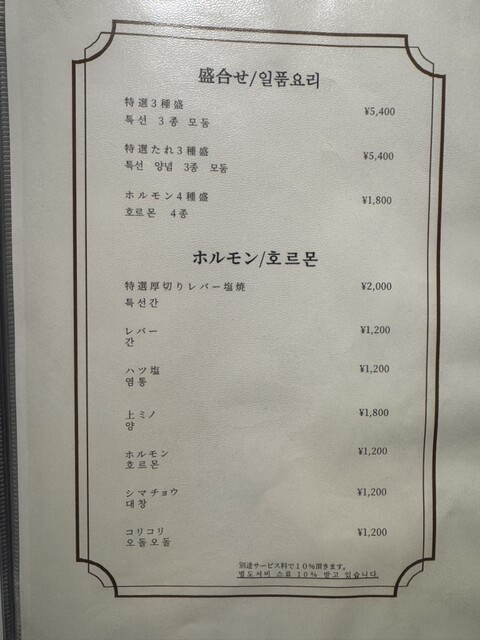 盛合せ/일품요리
特選3種盛
¥5,400
특선 3종 모둠
特選たれ3種盛
¥5,400
특선 양념 3종 모둠
ホルモン4種盛
¥1,800
호르몬 4종
ホルモン/호르몬
特選厚切りレバー塩焼
¥2,000
특선간
レバー
¥1,200
간
ハツ塩
¥1,200
염통
上ミノ
¥1,800
양
ホルモン
¥1,200
호르몬
シマチョウ
¥1,200
대창
コリコリ
¥1,200
오돌오돌
別途サービス料で10%頂きます。
별도서비 스료 10% 받고 있습니다.